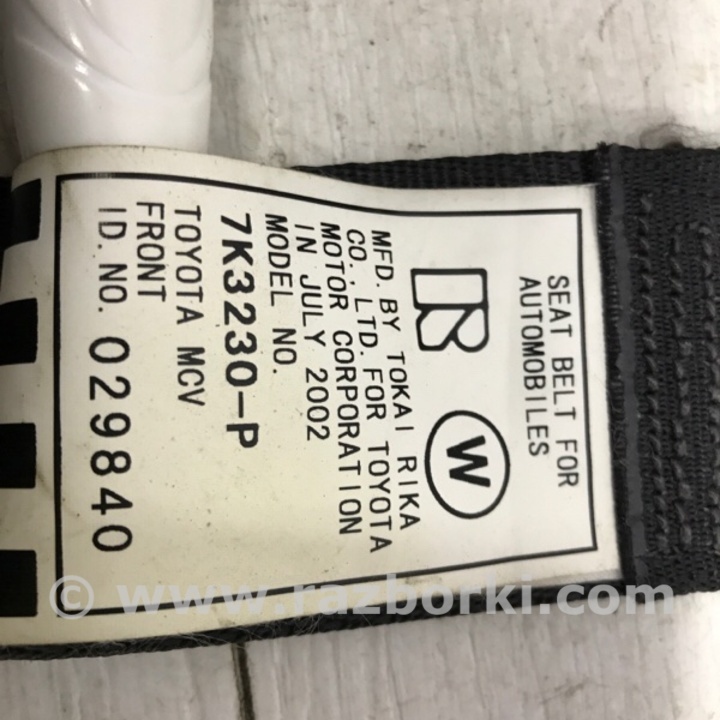 SEAT BELT FOR
AUTOMOBILES
R W
MFD. BY TOKAI RIKA
CO., LTD. FOR TOYOTA
MOTOR CORPORATION
IN JULY 2002
MODEL NO.
7K3230-P
TOYOTA MCV
FRONT
ID. NO. 029840
© www.razborki.com